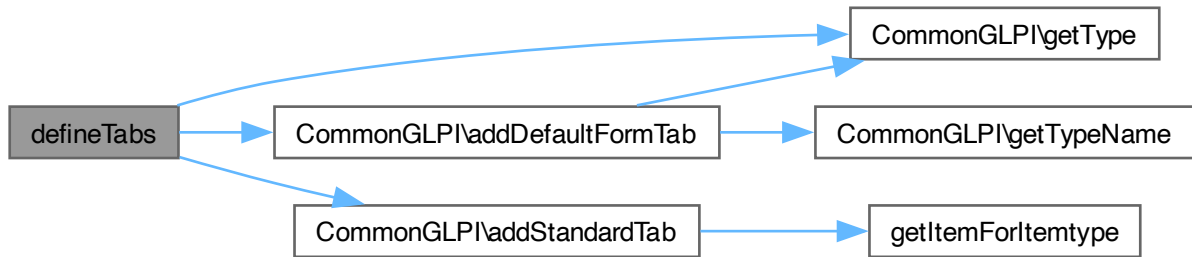 CommonGLPI\getType
defineTabs
CommonGLPI\addDefaultFormTab
CommonGLPI\getTypeName
CommonGLPI\addStandardTab
getItemForItemtype